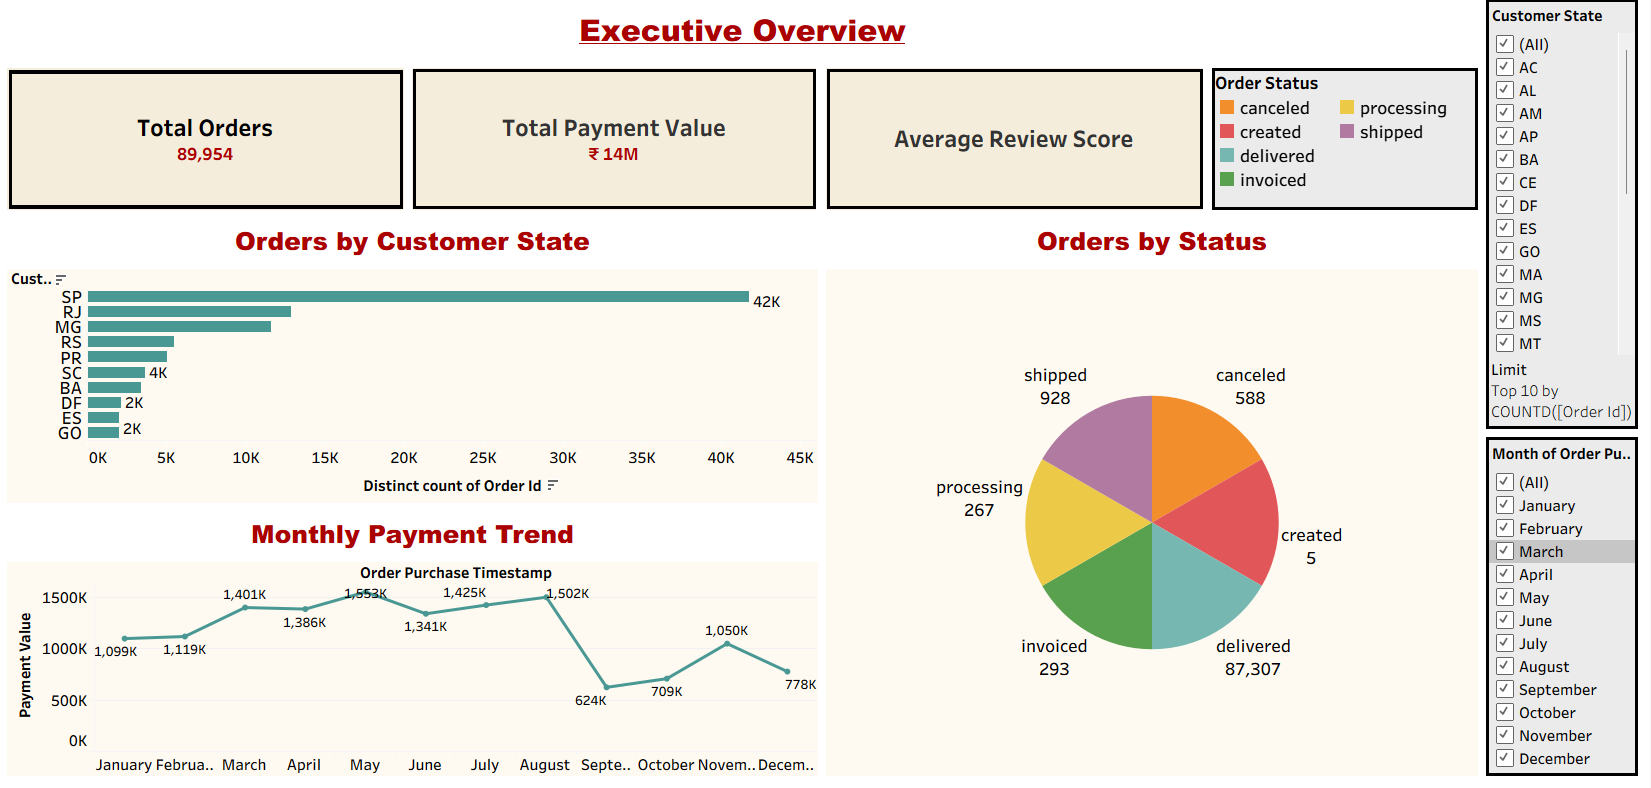 Executive Overview
Total Orders
89,954
Total Payment Value
₹ 14M
Average Review Score
Order Status
canceled
processing
created
shipped
delivered
invoiced
Orders by Customer State
Cust..
SP
42K
RJ
MG
RS
PR
SC
4K
BA
DF
2K
ES
GO
2K
0K 5K 10K 15K 20K 25K 30K 35K 40K 45K
Distinct count of Order Id
Monthly Payment Trend
Order Purchase Timestamp
Payment Value
1500K
1000K
500K
0K
1,099K
1,119K
1,401K
1,386K
1,553K
1,341K
1,425K
1,502K
624K
709K
1,050K
778K
January Februa.. March April May June July August Septe.. October Novem.. Decem..
Orders by Status
shipped
928
canceled
588
processing
267
created
5
invoiced
293
delivered
87,307
Customer State
(All)
AC
AL
AM
AP
BA
CE
DF
ES
GO
MA
MG
MS
MT
Limit
Top 10 by
COUNTD([Order Id])
Month of Order Pu..
(All)
January
February
March
April
May
June
July
August
September
October
November
December